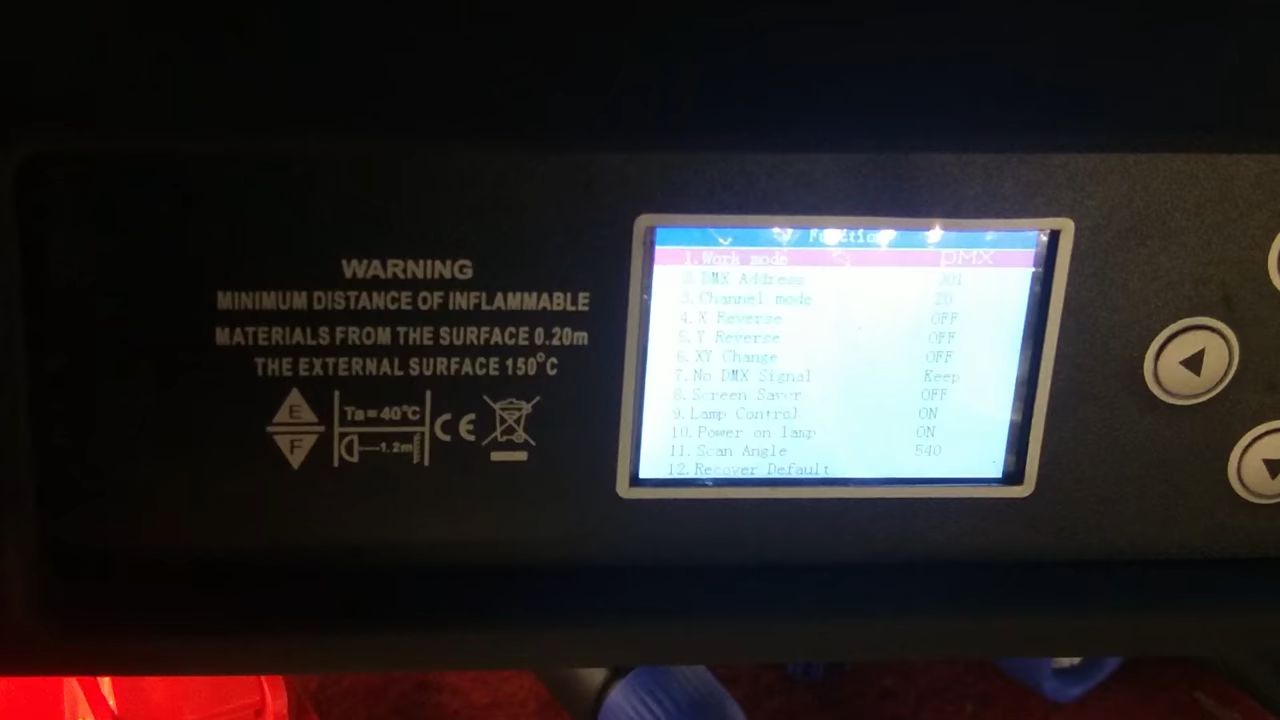 WARNING
MINIMUM DISTANCE OF INFLAMMABLE
MATERIALS FROM THE SURFACE 0.20m
THE EXTERNAL SURFACE 150°C
E
F
Ta=40°C
1.2m
CE
Function
1.Work mode DMX
2.DMX Address 001
3.Channel mode 20
4.X Reverse OFF
5.Y Reverse OFF
6.XY Change OFF
7.No DMX Signal Keep
8.Screen Saver OFF
9.Lamp Control ON
10.Power on lamp ON
11.Scan Angle 540
12.Recover Default